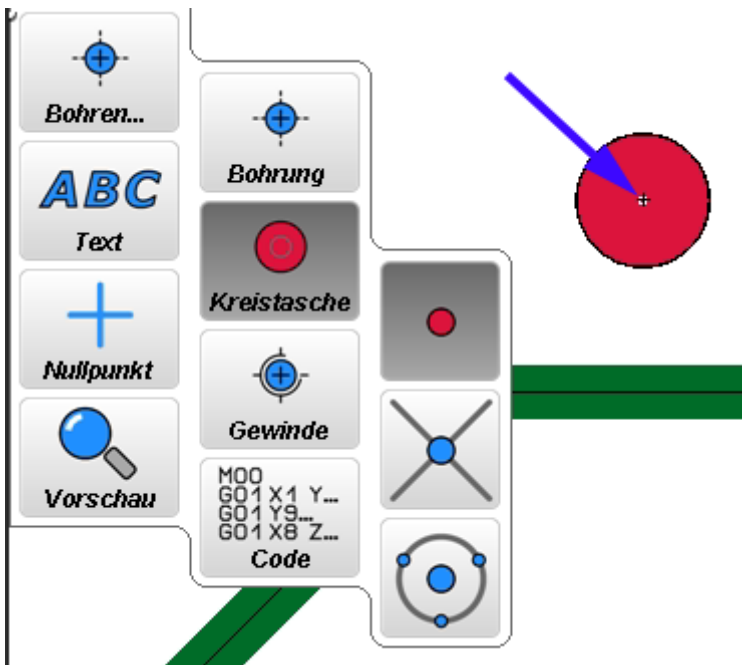 Bohren...
ABC
Text
Nullpunkt
Vorschau
Bohrung
Kreistasche
Gewinde
M00
G01 X1 Y...
G01 Y9...
G01 X8 Z...
Code